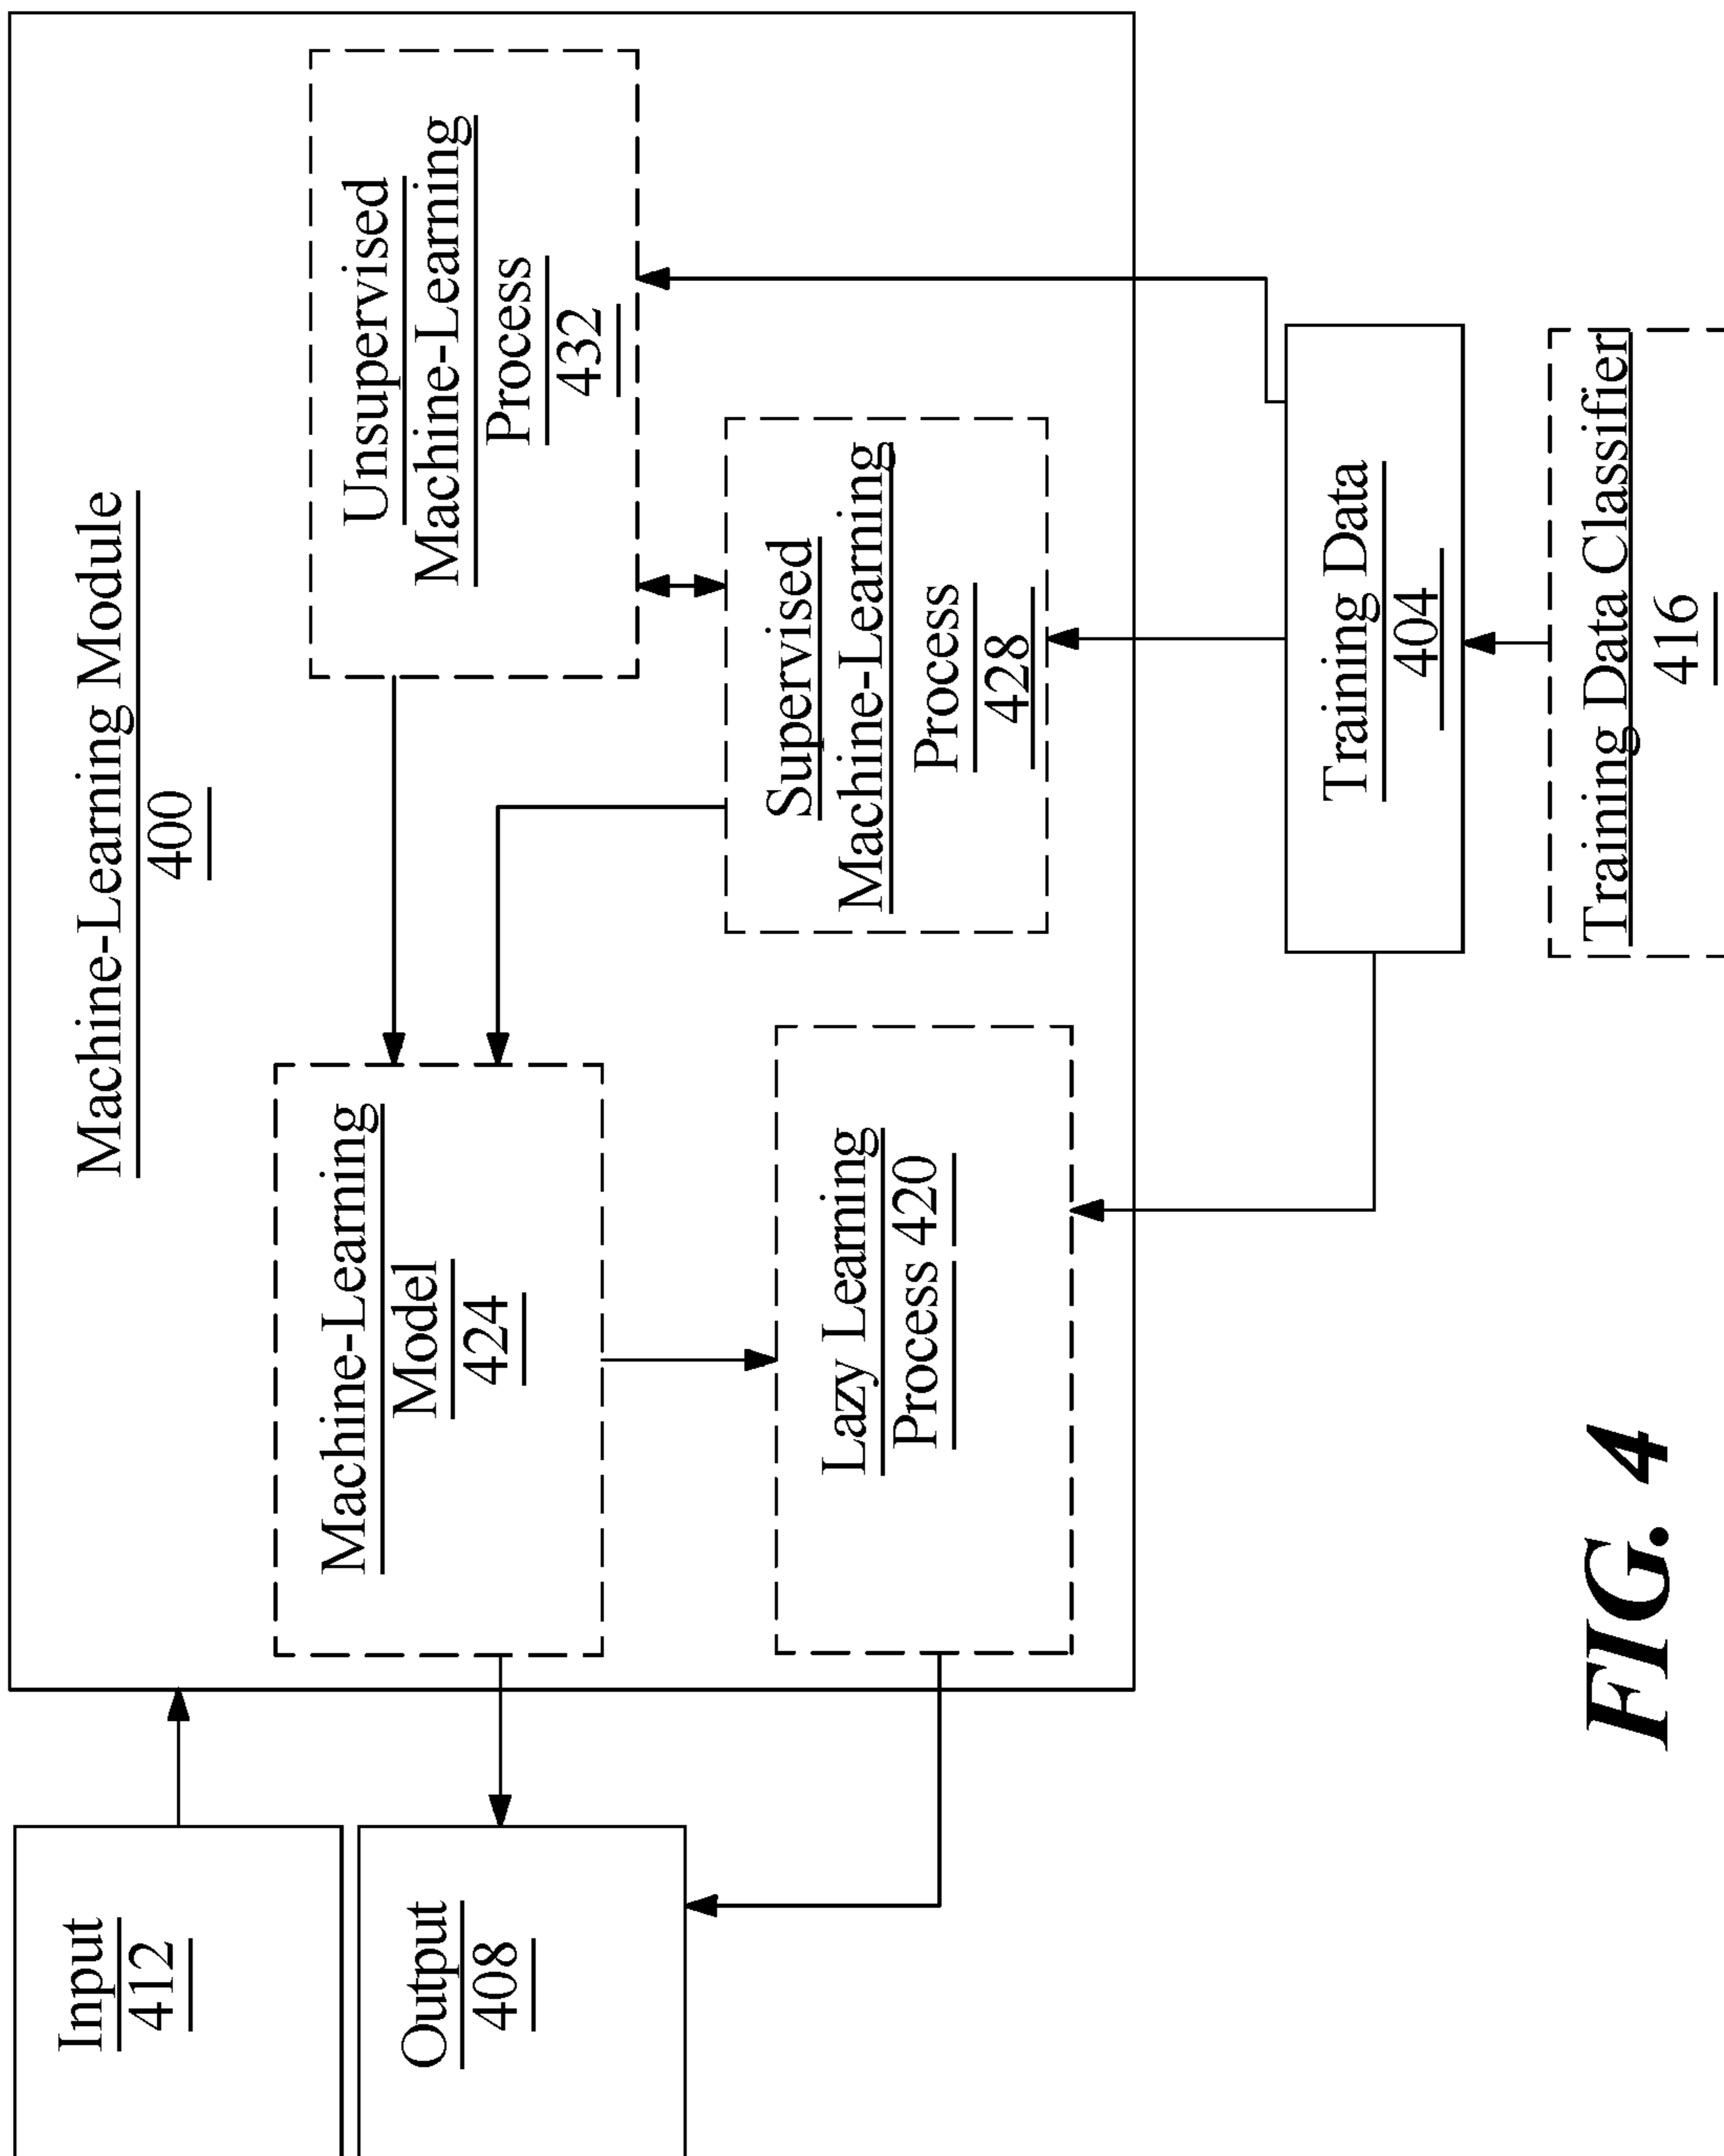 Machine-Learning Module
400
Input
412
Output
408
Machine-Learning
Model
424
Unsupervised
Machine-Learning
Process
432
Supervised
Machine-Learning
Process
428
Lazy Learning
Process 420
Training Data
404
Training Data Classifier
416
FIG. 4